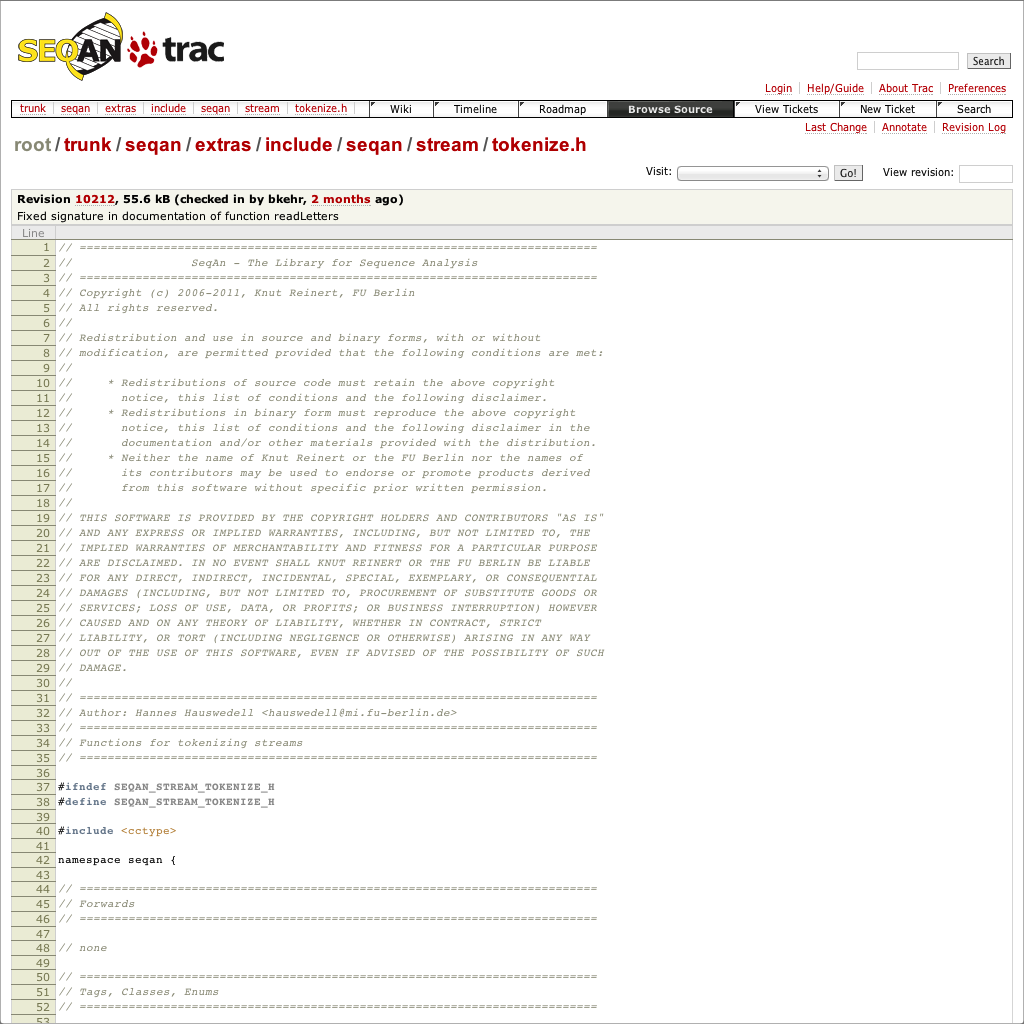 SEQAN trac
Search
Login Help/Guide About Trac Preferences
trunk seqan extras include seqan stream tokenize.h Wiki Timeline Roadmap Browse Source View Tickets New Ticket Search
Last Change Annotate Revision Log
root/trunk/seqan/extras/include/seqan/stream/tokenize.h
Visit: Go! View revision:
Revision 10212, 55.6 kB (checked in by bkehr, 2 months ago)
Fixed signature in documentation of function readLetters
Line
1 // ==========================================================================
2 //                 SeqAn - The Library for Sequence Analysis
3 // ==========================================================================
4 // Copyright (c) 2006-2011, Knut Reinert, FU Berlin
5 // All rights reserved.
6 //
7 // Redistribution and use in source and binary forms, with or without
8 // modification, are permitted provided that the following conditions are met:
9 //
10 //     * Redistributions of source code must retain the above copyright
11 //       notice, this list of conditions and the following disclaimer.
12 //     * Redistributions in binary form must reproduce the above copyright
13 //       notice, this list of conditions and the following disclaimer in the
14 //       documentation and/or other materials provided with the distribution.
15 //     * Neither the name of Knut Reinert or the FU Berlin nor the names of
16 //       its contributors may be used to endorse or promote products derived
17 //       from this software without specific prior written permission.
18 //
19 // THIS SOFTWARE IS PROVIDED BY THE COPYRIGHT HOLDERS AND CONTRIBUTORS "AS IS"
20 // AND ANY EXPRESS OR IMPLIED WARRANTIES, INCLUDING, BUT NOT LIMITED TO, THE
21 // IMPLIED WARRANTIES OF MERCHANTABILITY AND FITNESS FOR A PARTICULAR PURPOSE
22 // ARE DISCLAIMED. IN NO EVENT SHALL KNUT REINERT OR THE FU BERLIN BE LIABLE
23 // FOR ANY DIRECT, INDIRECT, INCIDENTAL, SPECIAL, EXEMPLARY, OR CONSEQUENTIAL
24 // DAMAGES (INCLUDING, BUT NOT LIMITED TO, PROCUREMENT OF SUBSTITUTE GOODS OR
25 // SERVICES; LOSS OF USE, DATA, OR PROFITS; OR BUSINESS INTERRUPTION) HOWEVER
26 // CAUSED AND ON ANY THEORY OF LIABILITY, WHETHER IN CONTRACT, STRICT
27 // LIABILITY, OR TORT (INCLUDING NEGLIGENCE OR OTHERWISE) ARISING IN ANY WAY
28 // OUT OF THE USE OF THIS SOFTWARE, EVEN IF ADVISED OF THE POSSIBILITY OF SUCH
29 // DAMAGE.
30 //
31 // ==========================================================================
32 // Author: Hannes Hauswedell <hauswedell@mi.fu-berlin.de>
33 // ==========================================================================
34 // Functions for tokenizing streams
35 // ==========================================================================
36
37 #ifndef SEQAN_STREAM_TOKENIZE_H
38 #define SEQAN_STREAM_TOKENIZE_H
39
40 #include <cctype>
41
42 namespace seqan {
43
44 // ==========================================================================
45 // Forwards
46 // ==========================================================================
47
48 // none
49
50 // ==========================================================================
51 // Tags, Classes, Enums
52 // ==========================================================================
53